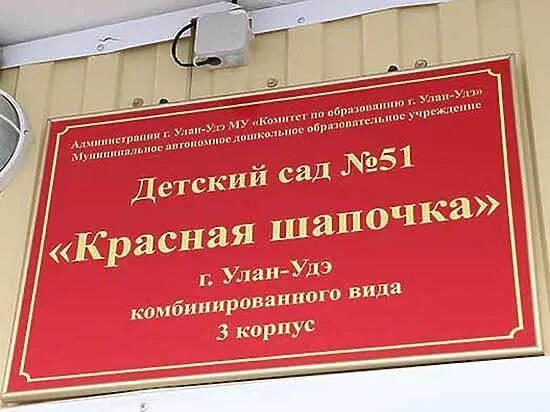 Администрация г. Улан-Удэ МУ «Комитет по образованию г. Улан-Удэ»
Муниципальное автономное дошкольное образовательное учреждение
Детский сад №51
«Красная шапочка»
г. Улан-Удэ
комбинированного вида
3 корпус